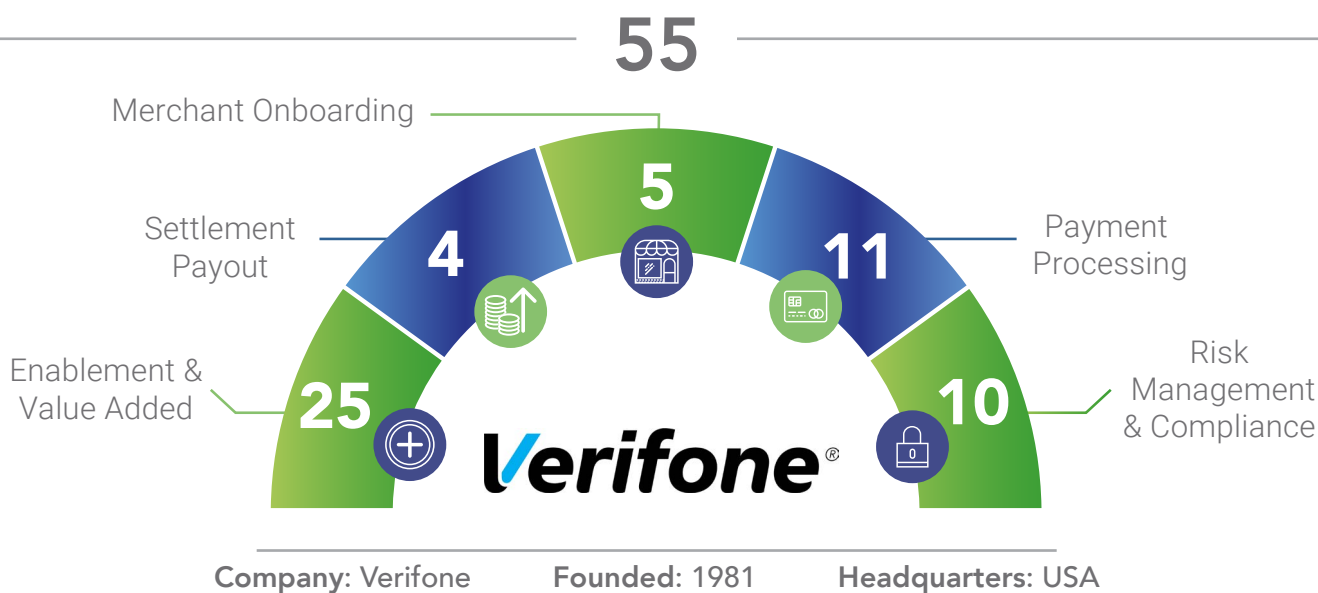 55
Merchant Onboarding
5
Settlement
Payout
4
11
Payment
Processing
Enablement &
Value Added
25
10
Risk
Management
& Compliance
0
Verifone®
Company: Verifone Founded: 1981 Headquarters: USA